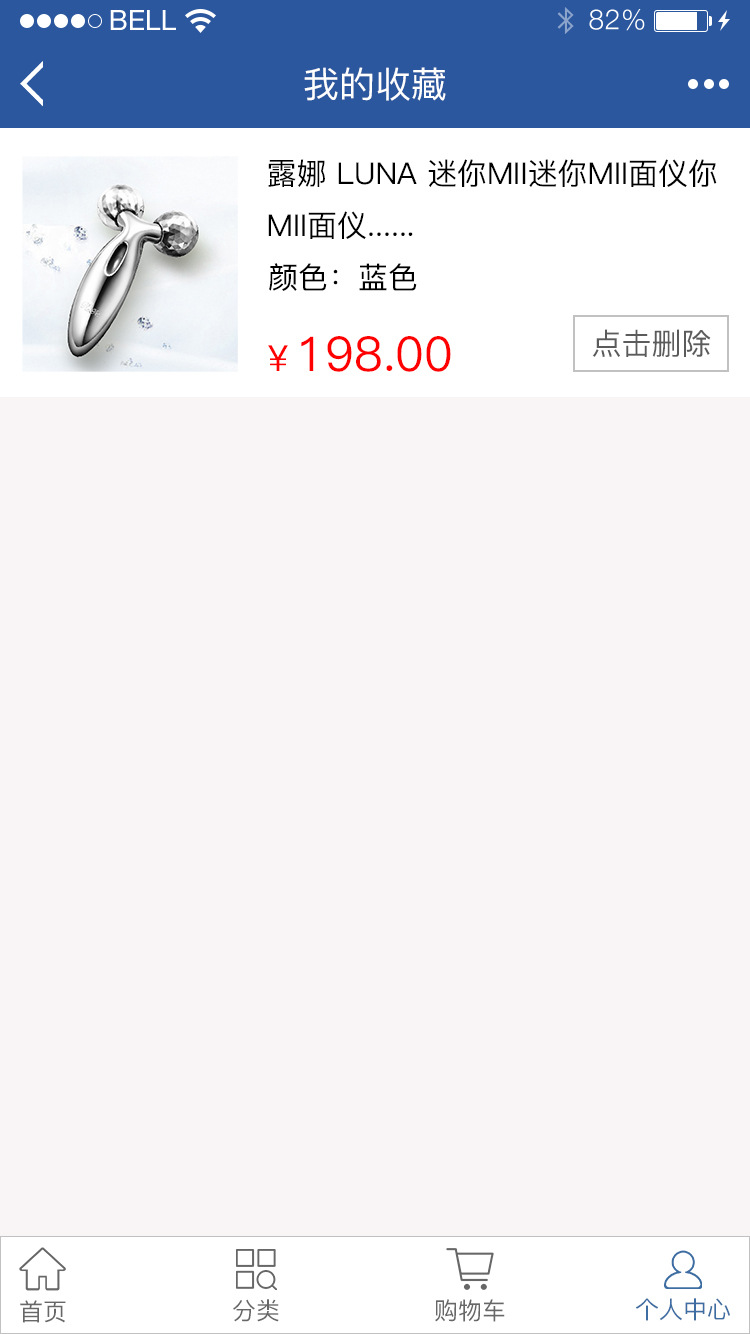 BELL 82%
我的收藏
露娜 LUNA 迷你MII迷你MII面仪你
MII面仪......
颜色：蓝色
¥198.00 点击删除
首页 分类 购物车 个人中心